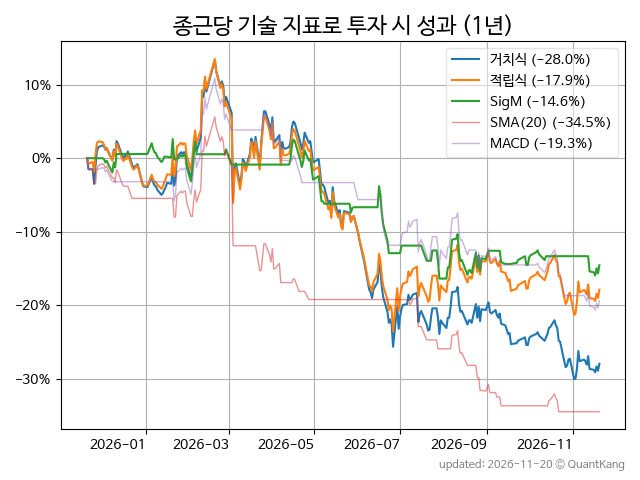 종근당 기술 지표로 투자 시 성과 (1년)
거치식 (−28.0%)
적립식 (−17.9%)
SigM (−14.6%)
SMA(20) (−34.5%)
MACD (−19.3%)
10%
0%
−10%
−20%
−30%
2026-01 2026-03 2026-05 2026-07 2026-09 2026-11
updated: 2026-11-20 © QuantKang